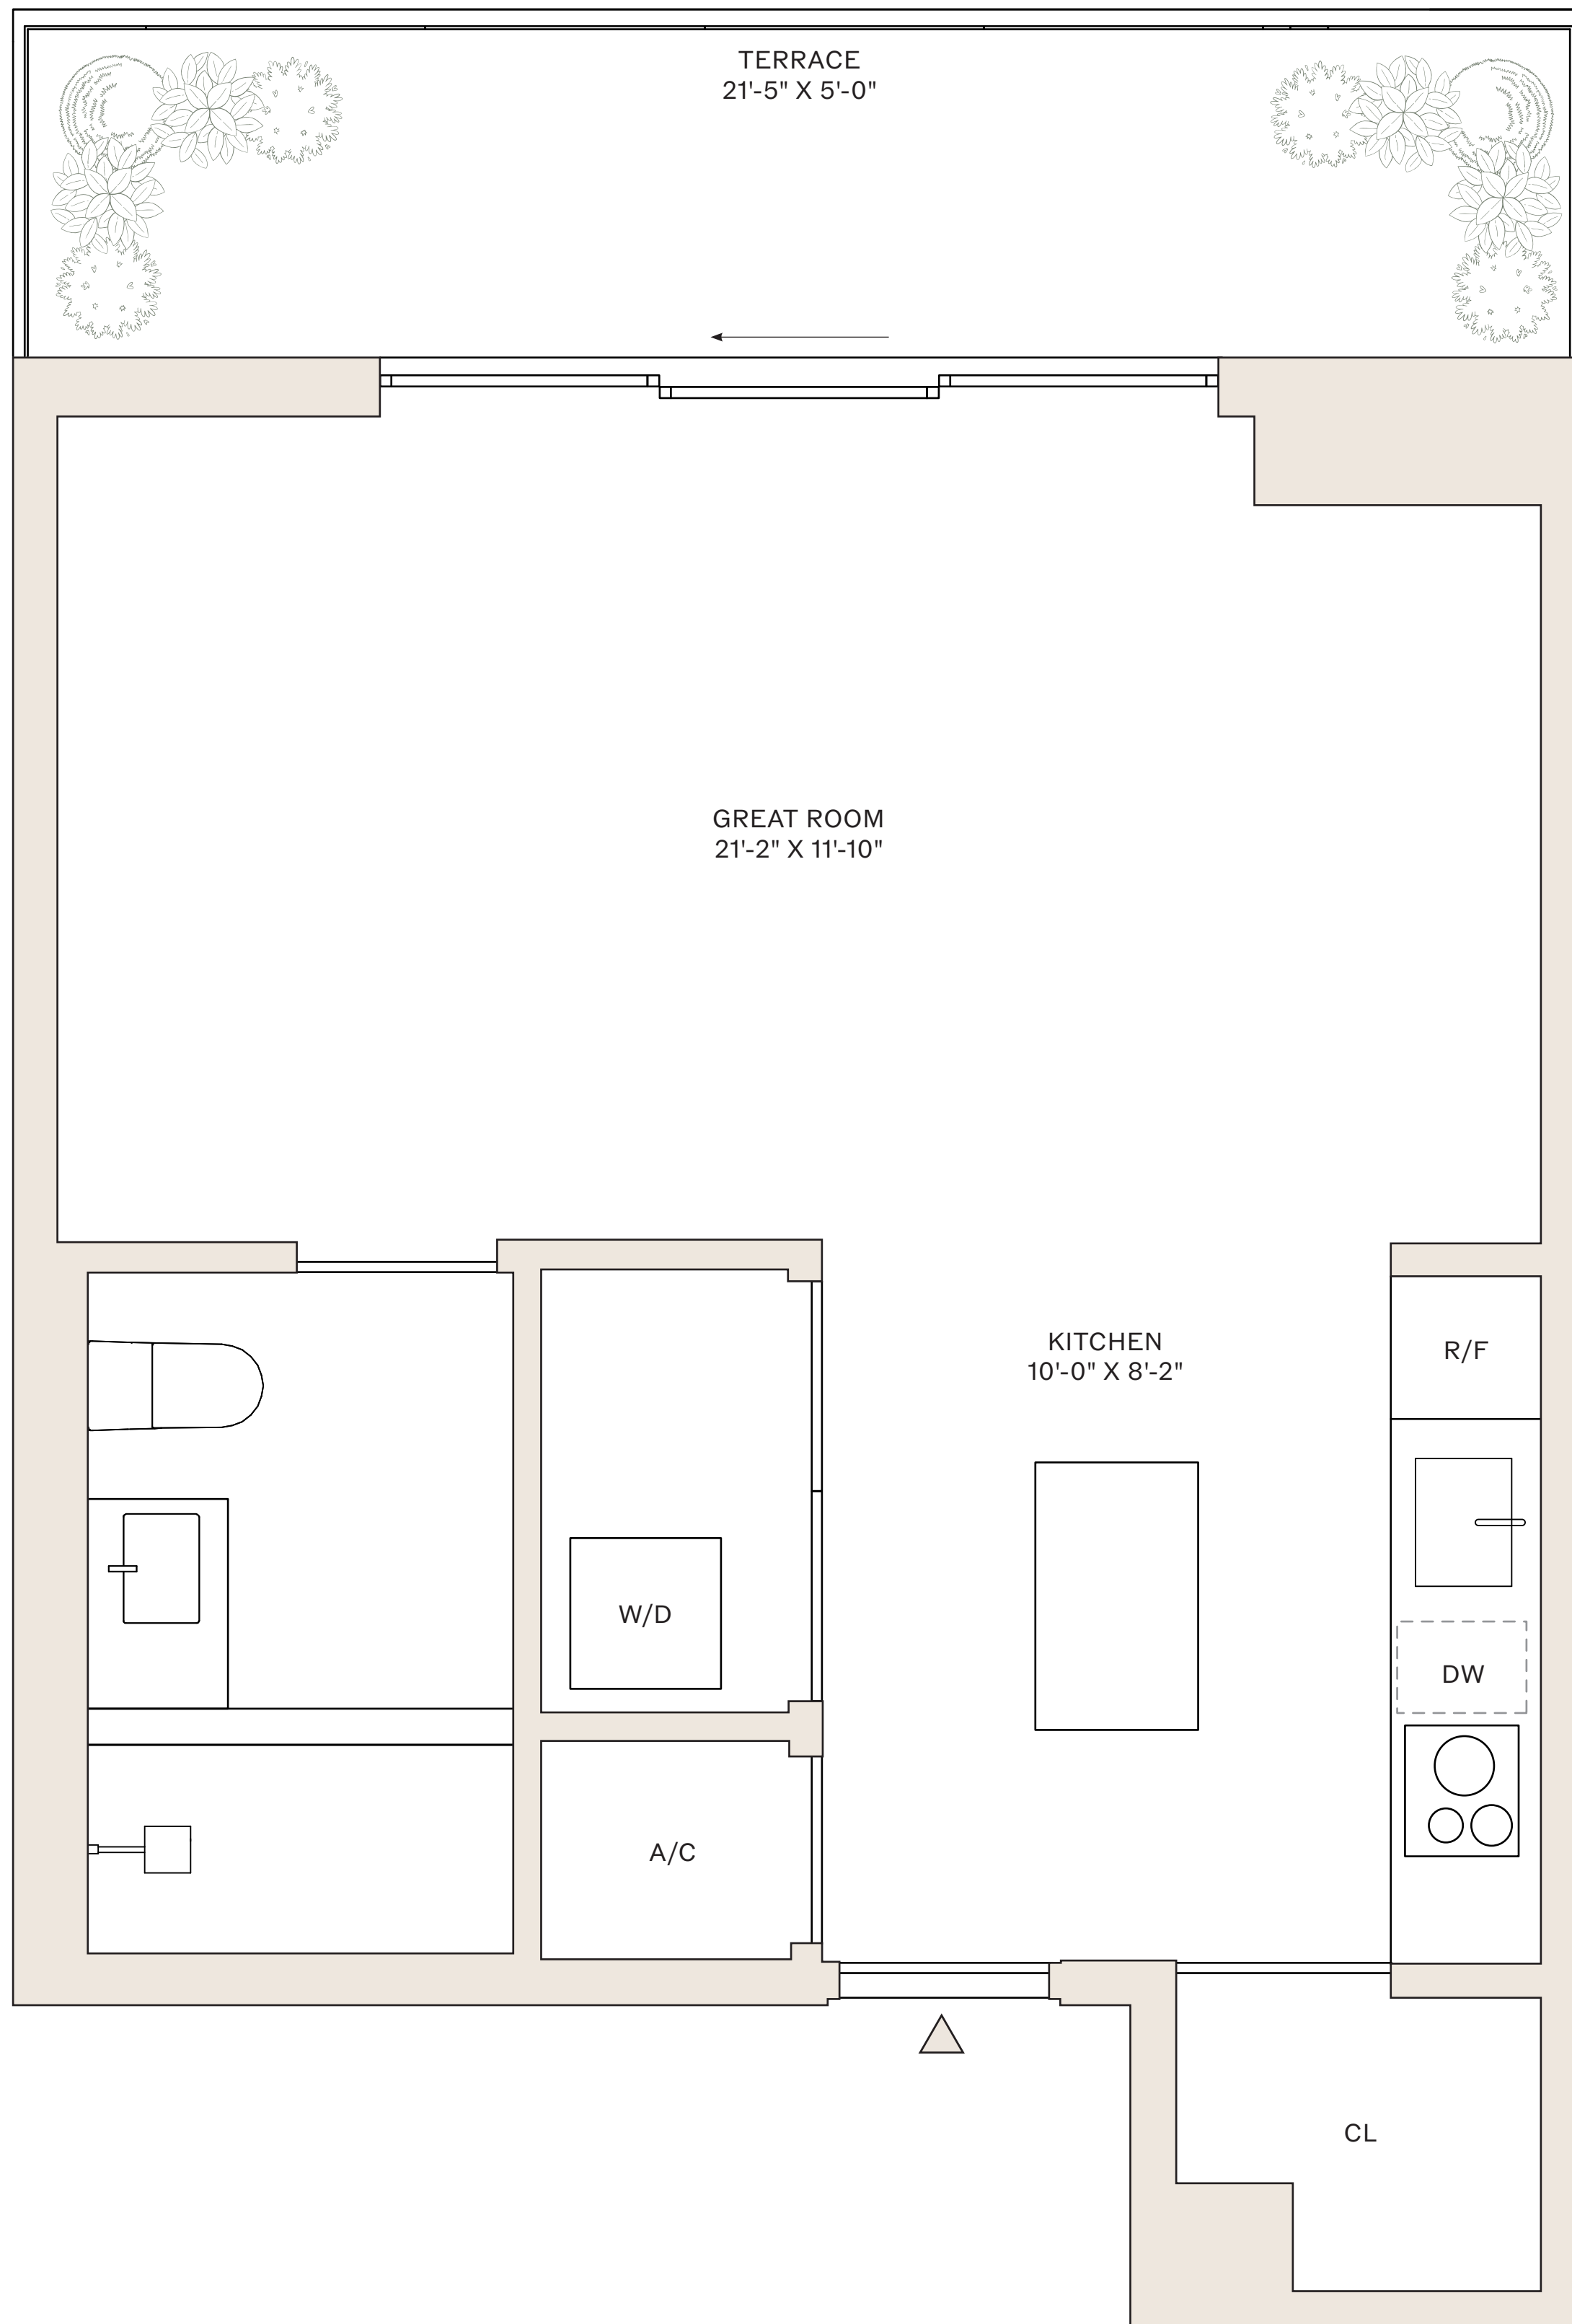 TERRACE
21'-5" X 5'-0"
GREAT ROOM
21'-2" X 11'-10"
KITCHEN
10'-0" X 8'-2"
R/F
W/D
DW
A/C
CL